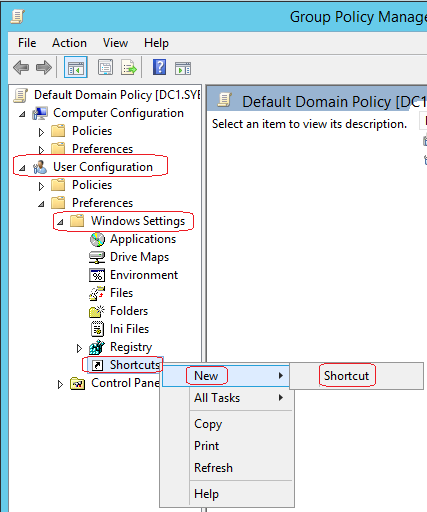 Group Policy Manage
File Action View Help
Default Domain Policy [DC1.SYB
Computer Configuration
Policies
Preferences
User Configuration
Policies
Preferences
Windows Settings
Applications
Drive Maps
Environment
Files
Folders
Ini Files
Registry
Shortcuts
Control Pane
Default Domain Policy [DC1
Select an item to view its description.
New
All Tasks
Copy
Print
Refresh
Help
Shortcut